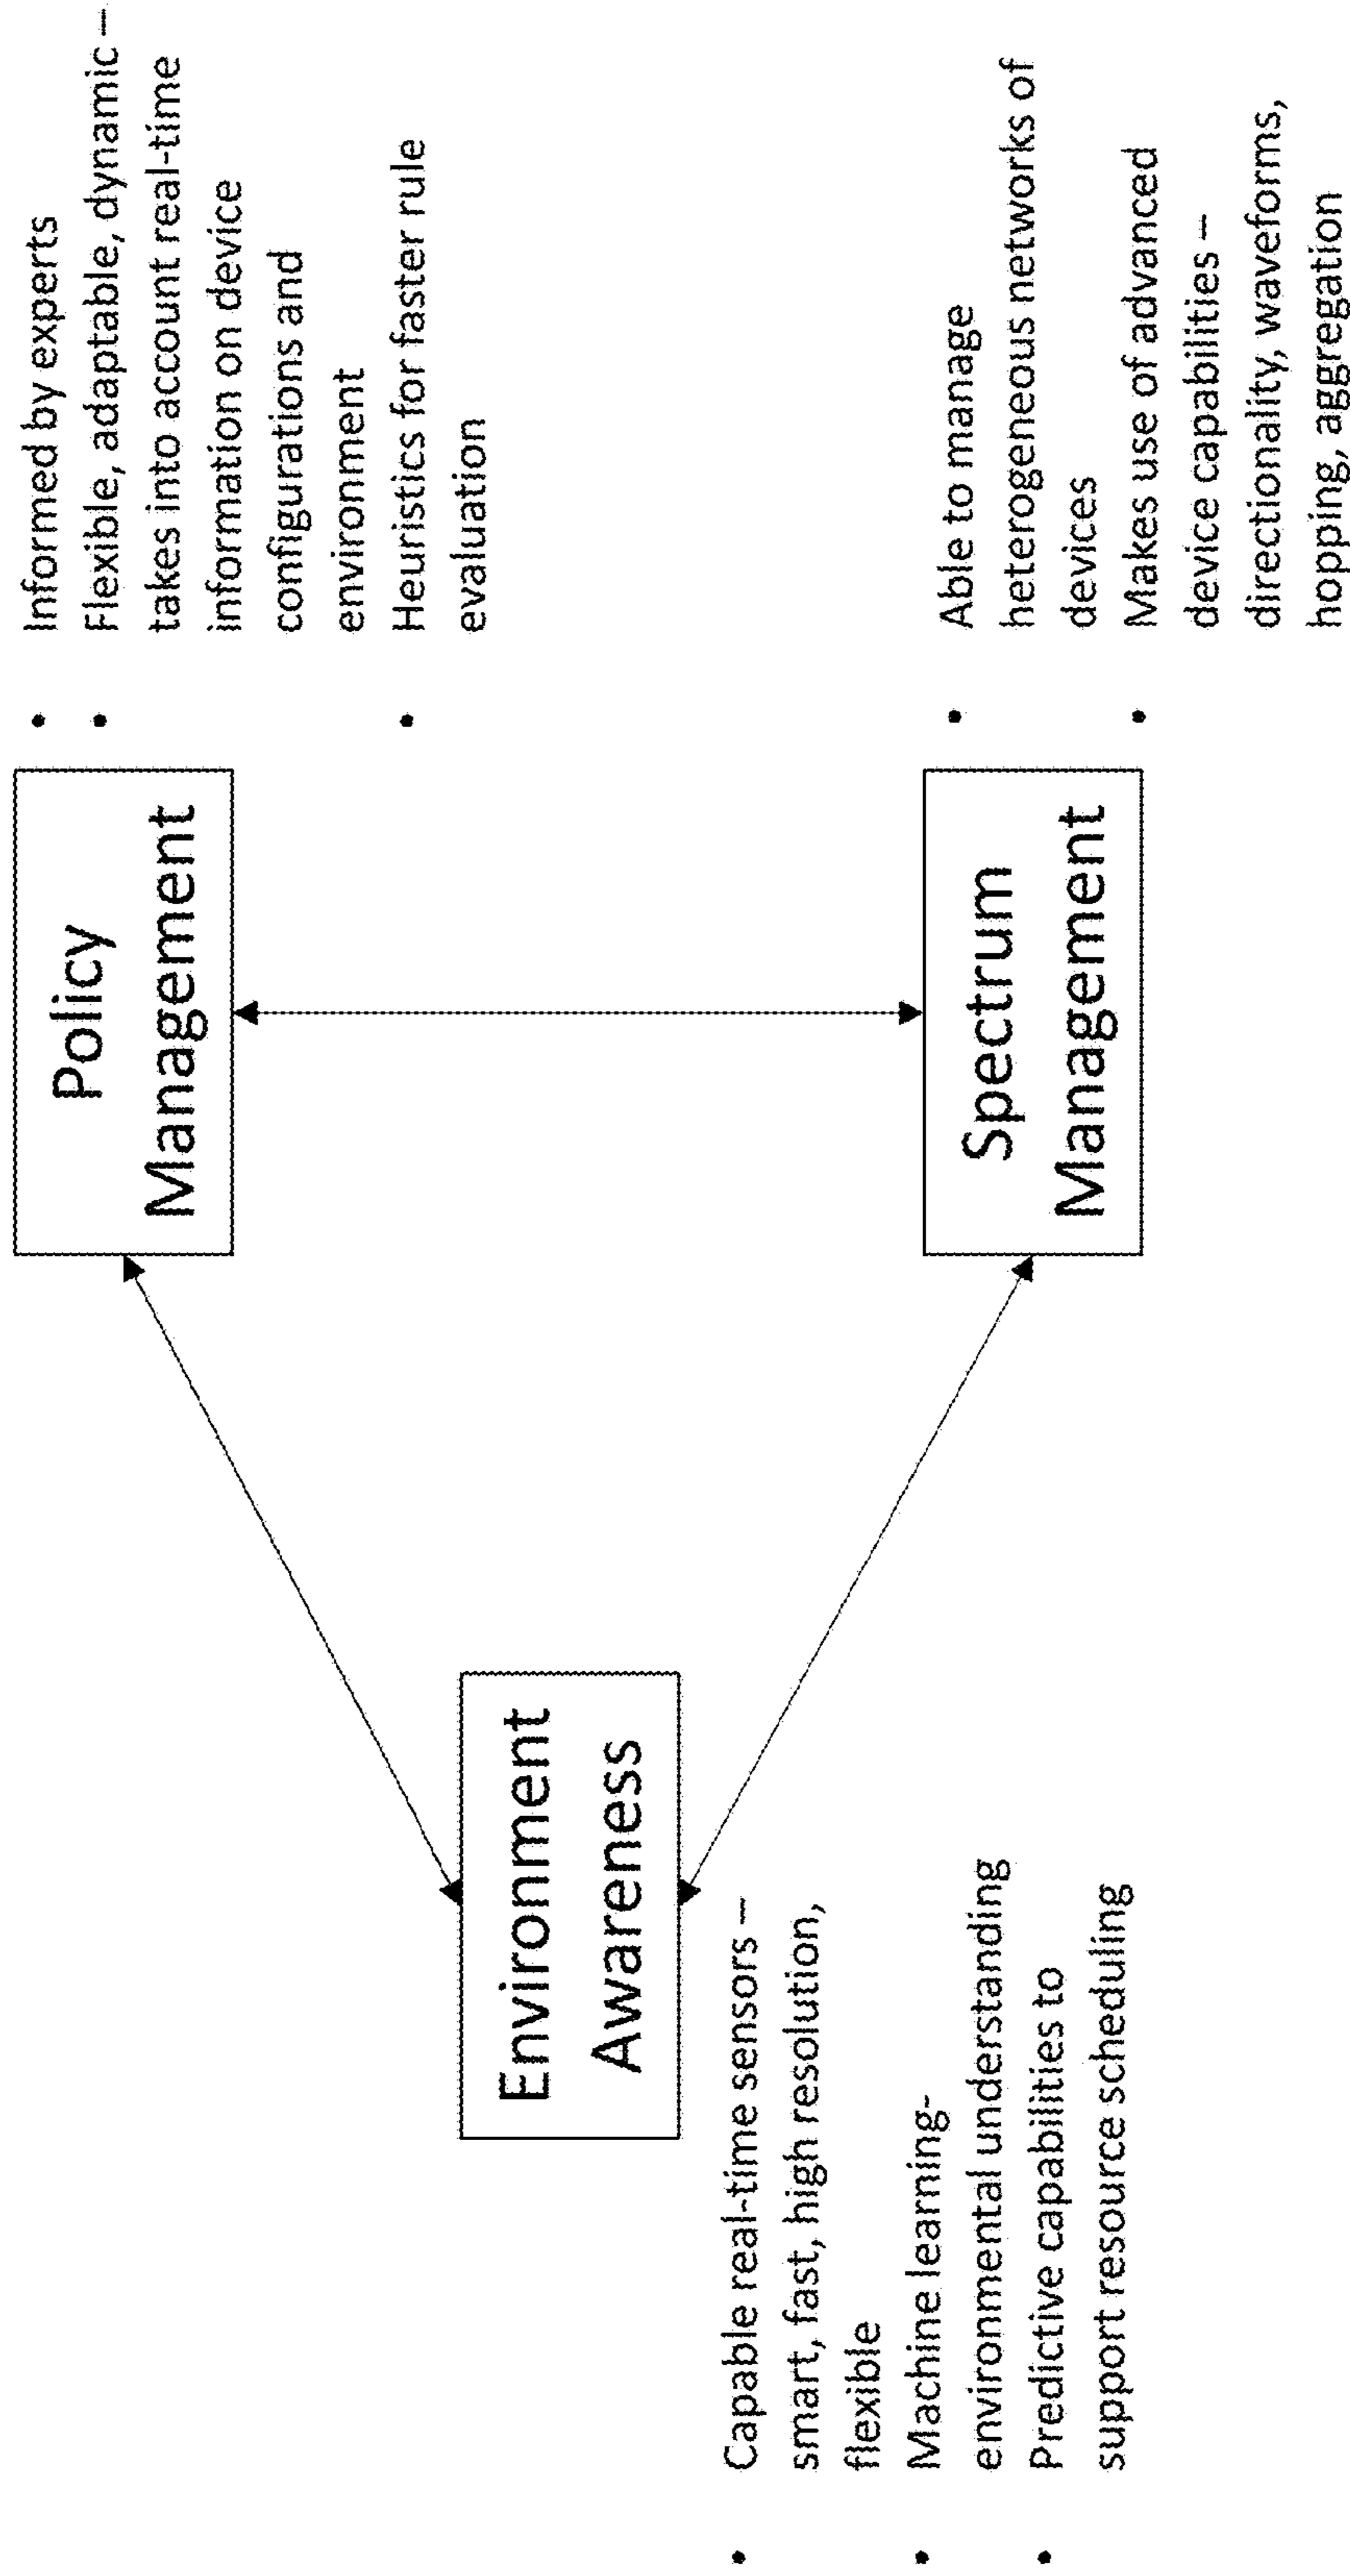 Policy
Management
• Informed by experts
• Flexible, adaptable, dynamic –
takes into account real-time
information on device
configurations and
environment
• Heuristics for faster rule
evaluation
Environment
Awareness
• Capable real-time sensors –
smart, fast, high resolution,
flexible
• Machine learning-
environmental understanding
• Predictive capabilities to
support resource scheduling
Spectrum
Management
• Able to manage
heterogeneous networks of
devices
• Makes use of advanced
device capabilities –
directionality, waveforms,
hopping, aggregation